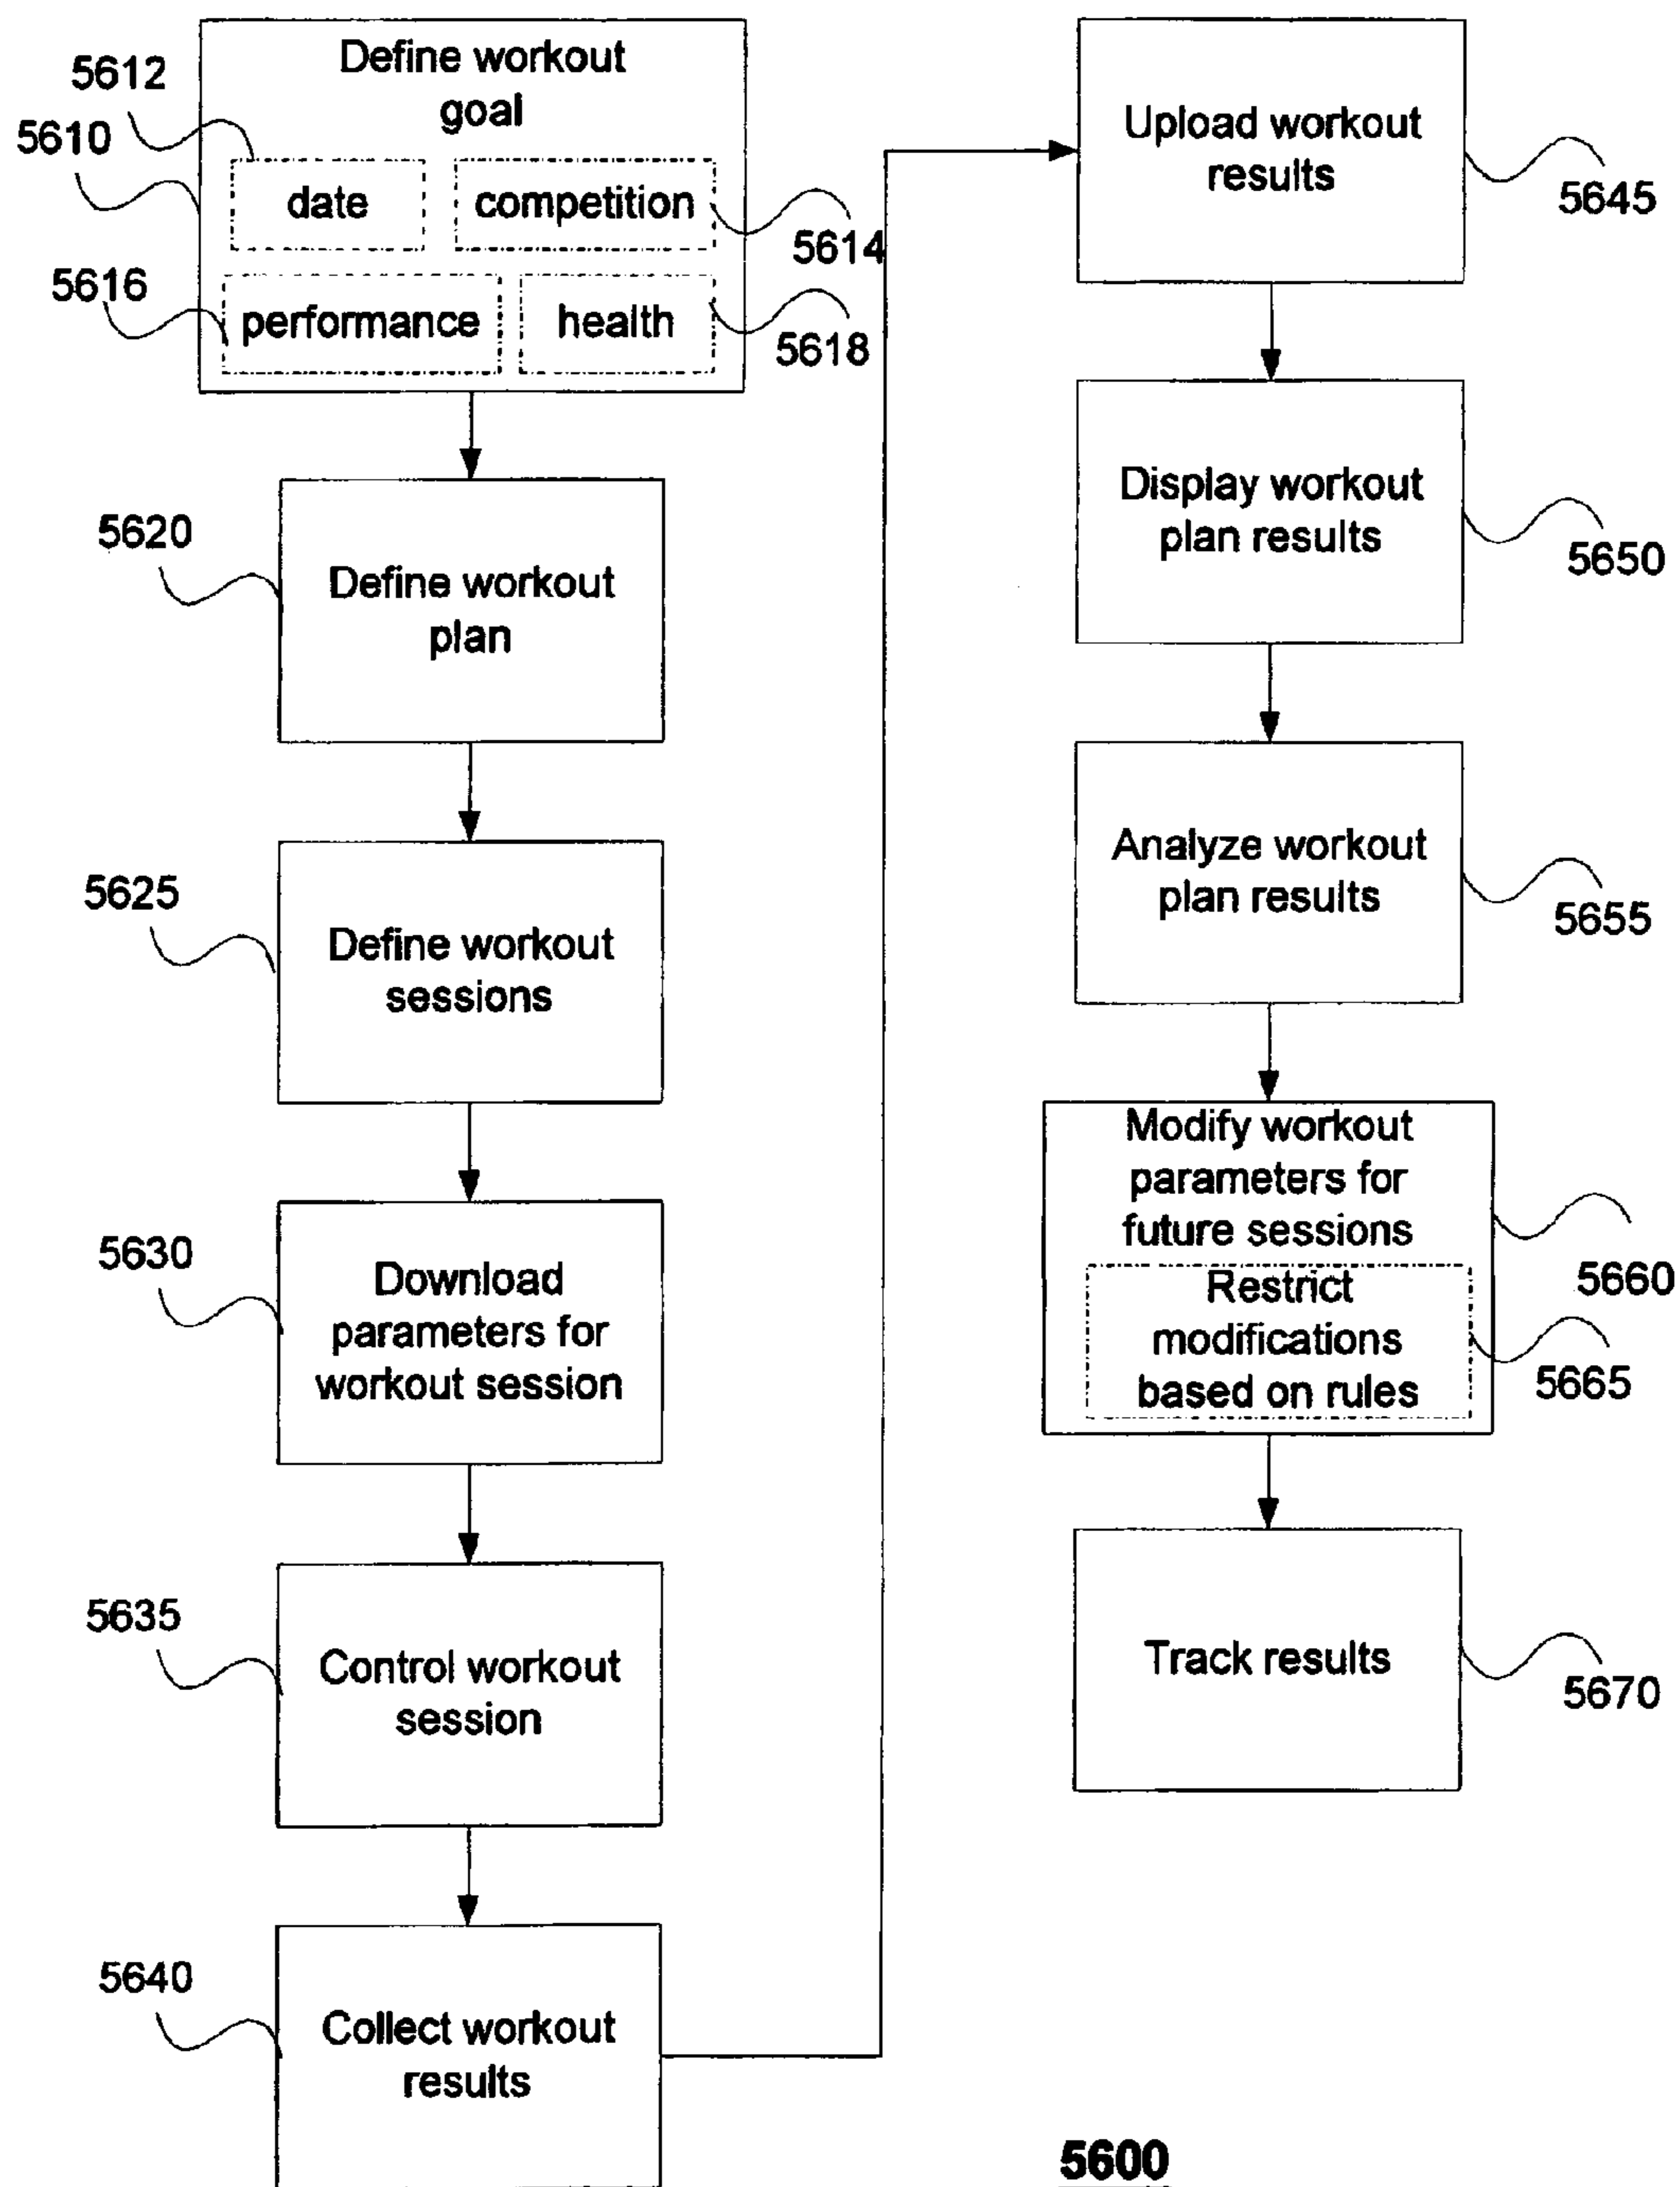 Define workout
goal
5612
5610
date
competition
5614
5616
performance
health
5618
5620
Define workout
plan
5625
Define workout
sessions
5630
Download
parameters for
workout session
5635
Control workout
session
5640
Collect workout
results
Upload workout
results
5645
Display workout
plan results
5650
Analyze workout
plan results
5655
Modify workout
parameters for
future sessions
5660
Restrict
modifications
based on rules
5665
Track results
5670
5600